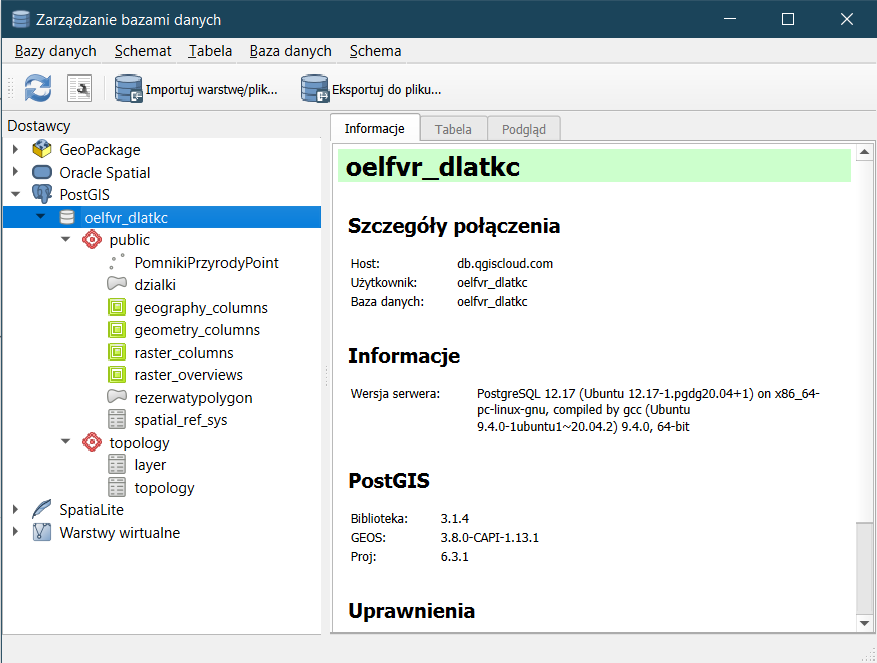 Zarządzanie bazami danych
Bazy danych Schemat Tabela Baza danych Schema
Importuj warstwę/plik... Eksportuj do pliku...
Dostawcy
GeoPackage
Oracle Spatial
PostGIS
oelfvr_dlatkc
public
PomnikiPrzyrodyPoint
dzialki
geography_columns
geometry_columns
raster_columns
raster_overviews
rezerwatypolygon
spatial_ref_sys
topology
layer
topology
SpatiaLite
Warstwy wirtualne
Informacje Tabela Podgląd
oelfvr_dlatkc
Szczegóły połączenia
Host: db.qgiscloud.com
Użytkownik: oelfvr_dlatkc
Baza danych: oelfvr_dlatkc
Informacje
Wersja serwera: PostgreSQL 12.17 (Ubuntu 12.17-1.pgdg20.04+1) on x86_64-
pc-linux-gnu, compiled by gcc (Ubuntu
9.4.0-1ubuntu1~20.04.2) 9.4.0, 64-bit
PostGIS
Biblioteka: 3.1.4
GEOS: 3.8.0-CAPI-1.13.1
Proj: 6.3.1
Uprawnienia